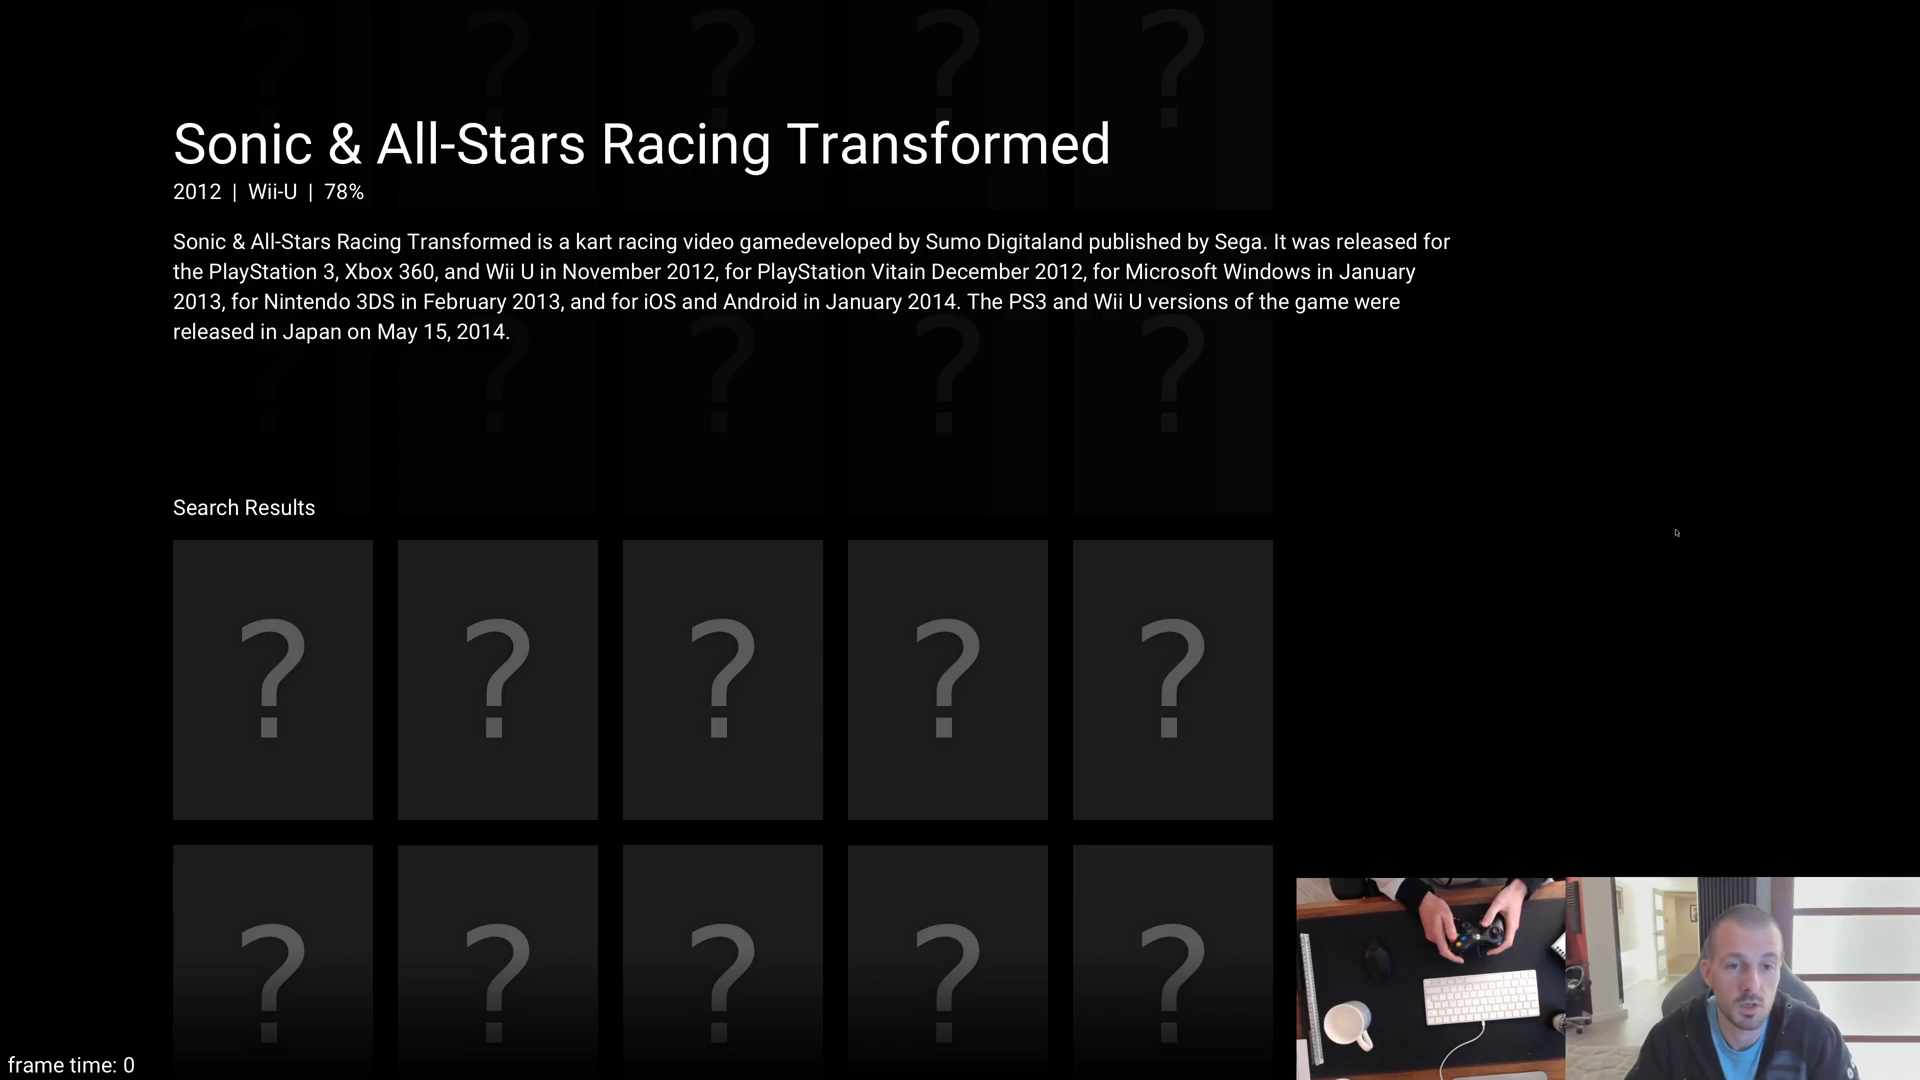 Sonic & All-Stars Racing Transformed
2012 | Wii-U | 78%
Sonic & All-Stars Racing Transformed is a kart racing video gamedeveloped by Sumo Digitaland published by Sega. It was released for
the PlayStation 3, Xbox 360, and Wii U in November 2012, for PlayStation Vitain December 2012, for Microsoft Windows in January
2013, for Nintendo 3DS in February 2013, and for iOS and Android in January 2014. The PS3 and Wii U versions of the game were
released in Japan on May 15, 2014.
Search Results
? ? ? ? ?
? ? ? ? ?
frame time: 0